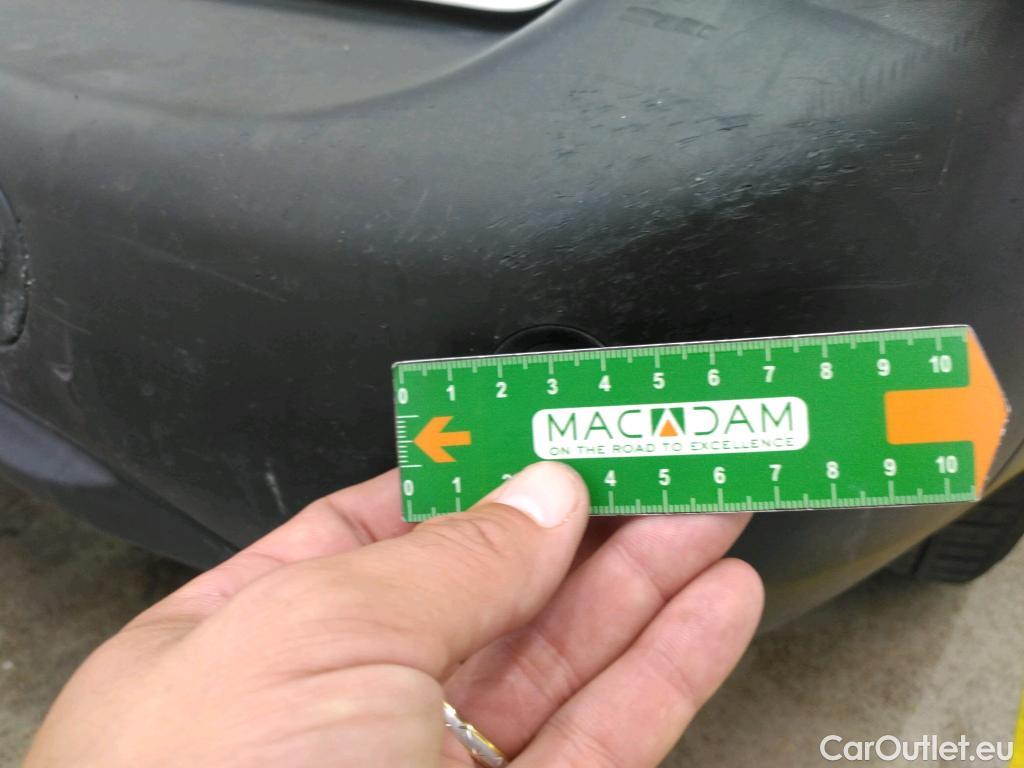 0 1 2 3 4 5 6 7 8 9 10
MACADAM
ON THE ROAD TO EXCELLENCE
0 1 2 4 5 6 7 8 9 10
CarOutlet.eu